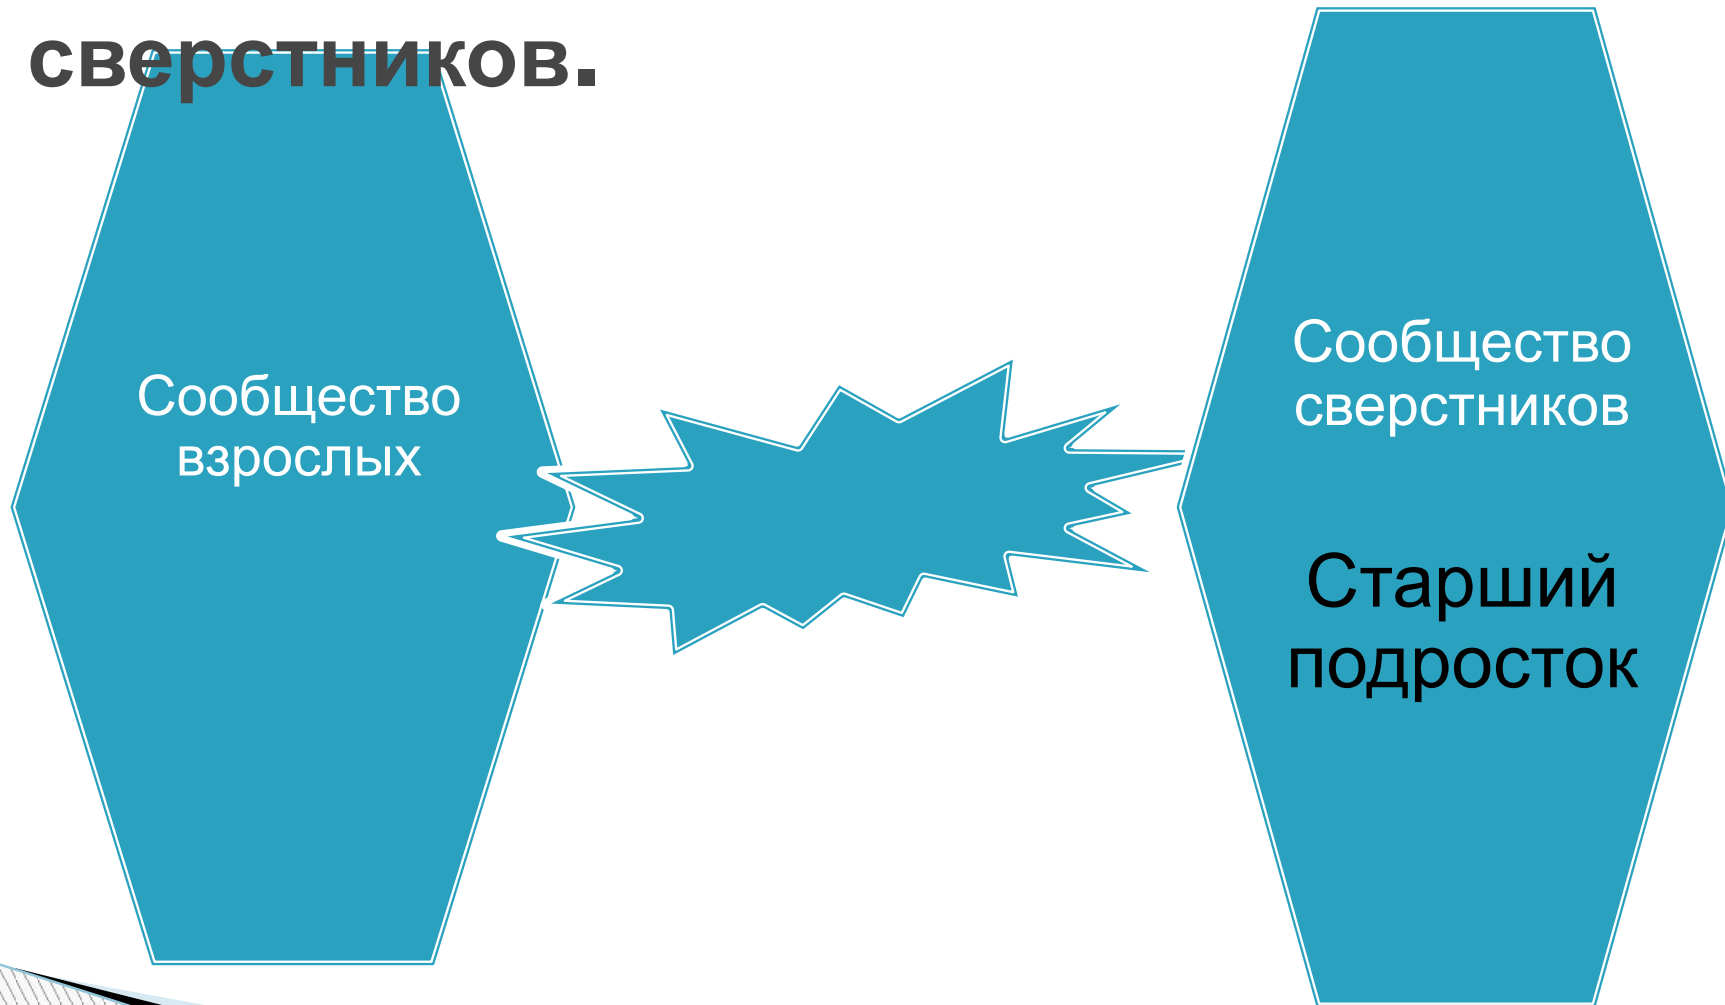 сверстников.
Сообщество
взрослых
Сообщество
сверстников
Старший
подросток